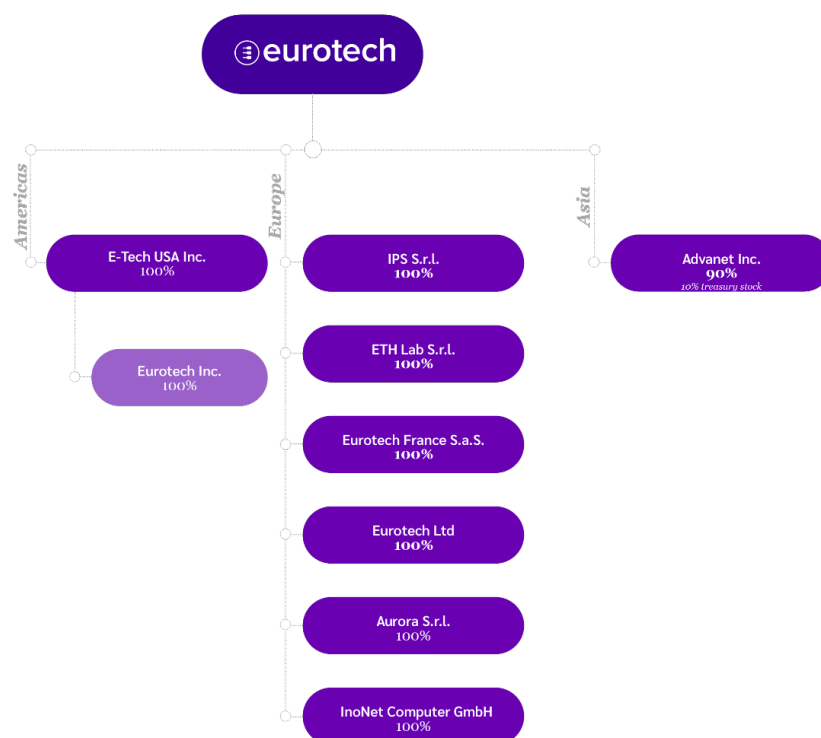 eurotech
Americas
Europe
Asia
E-Tech USA Inc.
100%
Eurotech Inc.
100%
IPS S.r.l.
100%
ETH Lab S.r.l.
100%
Eurotech France S.a.S.
100%
Eurotech Ltd
100%
Aurora S.r.l.
100%
InoNet Computer GmbH
100%
Advanet Inc.
90%
10% treasury stock